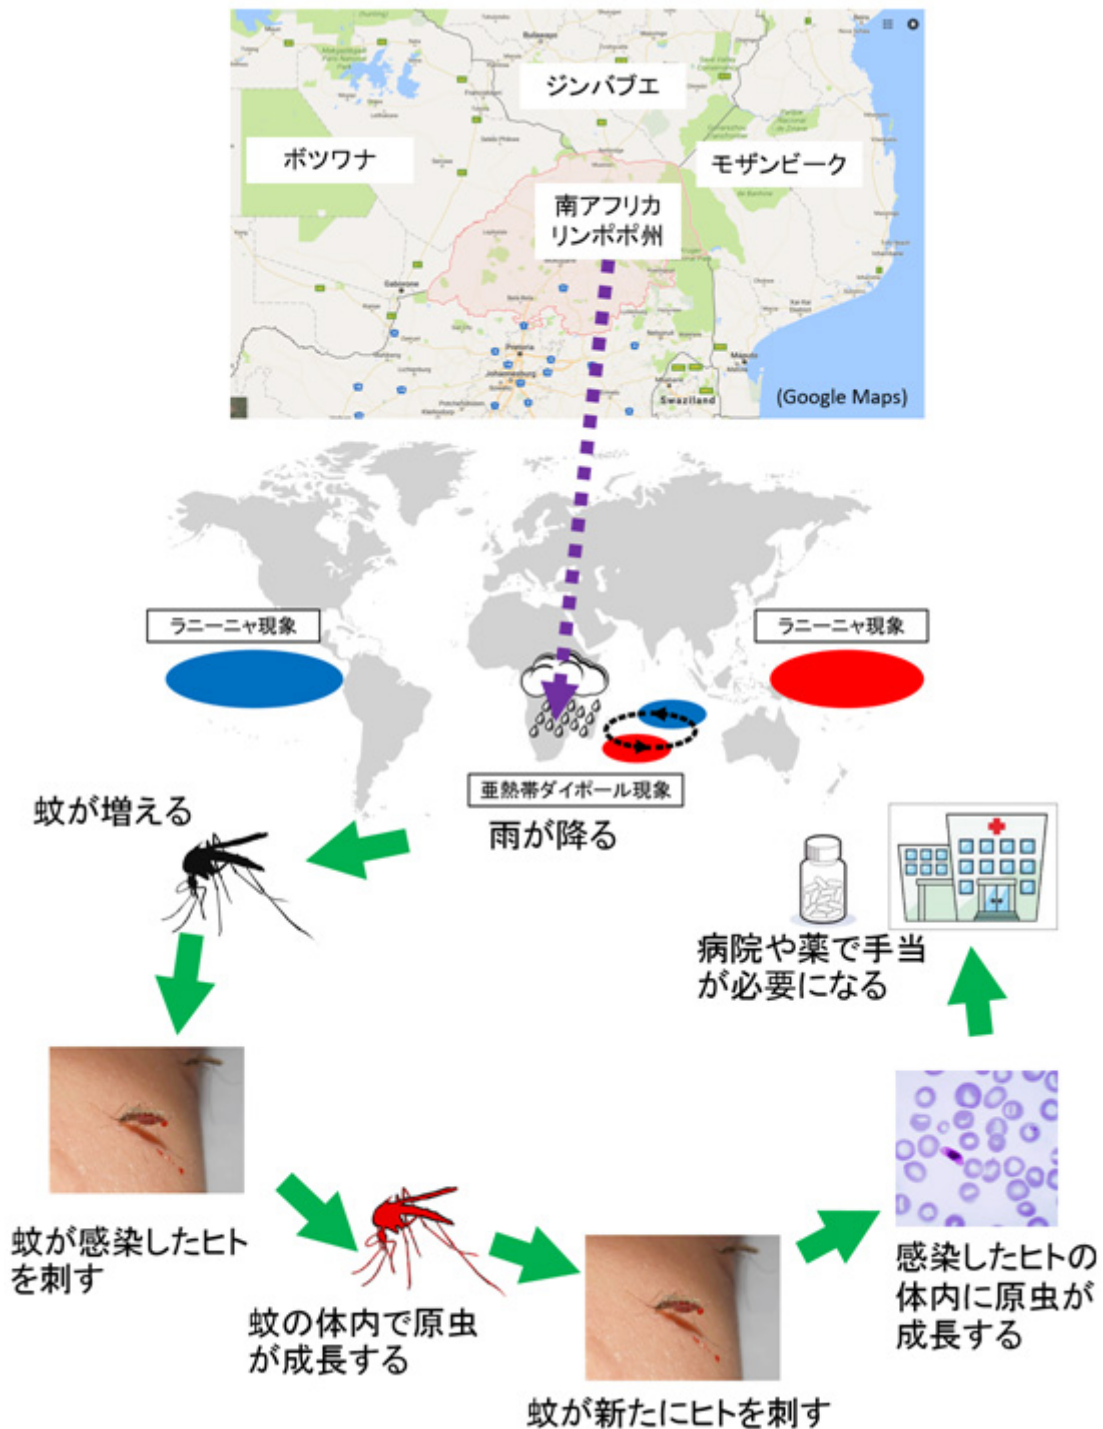 Bulawayo
ジンバブエ
ボツワナ
モザンビーク
南アフリカ
リンポポ州
Gaborone
Pretoria
Johannesburg
Maputo
Swaziland
(Google Maps)
ラニーニャ現象
ラニーニャ現象
亜熱帯ダイポール現象
蚊が増える
雨が降る
病院や薬で手当
が必要になる
蚊が感染したヒト
を刺す
蚊の体内で原虫
が成長する
感染したヒトの
体内に原虫が
成長する
蚊が新たにヒトを刺す